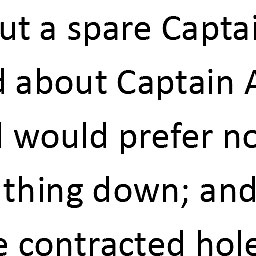 ut a spare Captai
about Captain A
would prefer no
thing down; and
contracted hole